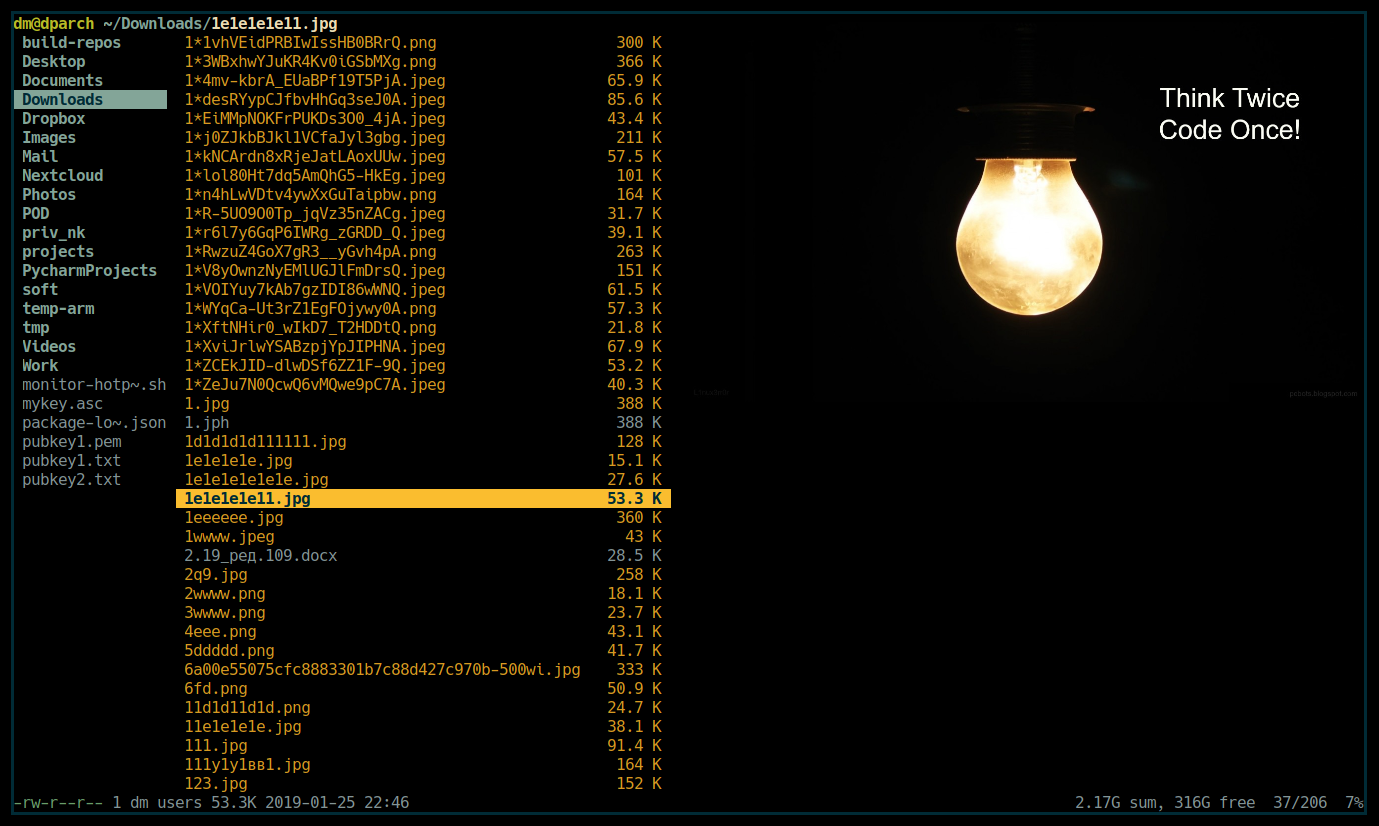 dm@dparch ~/Downloads/1e1e1e1e11.jpg
build-repos 1*1vhVEidPRBIwIssHB0BRrQ.png 300 K
Desktop 1*3WBxhwYJuKR4Kv0iGSbMXg.png 366 K
Documents 1*4mv-kbrA_EUaBPf19T5PjA.jpeg 65.9 K
Downloads 1*desRYypCJfbvHhGq3seJ0A.jpeg 85.6 K
Dropbox 1*EiMMpNOKFrPUKDs3O0_4jA.jpeg 43.4 K
Images 1*j0ZJkbBJkl1VCfaJyl3gbg.jpeg 211 K
Mail 1*kNCArdn8xRjeJatLAoxUUw.jpeg 57.5 K
Nextcloud 1*lol80Ht7dq5AmQhG5-HkEg.jpeg 101 K
Photos 1*n4hLwVDtv4ywXxGuTaipbw.png 164 K
POD 1*R-5UO9O0Tp_jqVz35nZACg.jpeg 31.7 K
priv_nk 1*r6l7y6GqP6IWRg_zGRDD_Q.jpeg 39.1 K
projects 1*RwzuZ4GoX7gR3__yGvh4pA.png 263 K
PycharmProjects 1*V8yOwnzNyEMlUGJlFmDrsQ.jpeg 151 K
soft 1*VOIYuy7kAb7gzIDI86wWNQ.jpeg 61.5 K
temp-arm 1*WYqCa-Ut3rZ1EgFOjywy0A.jpeg 57.3 K
tmp 1*XftNHir0_wIkD7_T2HDDtQ.png 21.8 K
Videos 1*XviJrlwYSABzpjYpJIPHNA.jpeg 67.9 K
Work 1*ZCEkJID-dlwDSf6ZZ1F-9Q.jpeg 53.2 K
monitor-hotp~.sh 1*ZeJu7N0QcwQ6vMQwe9pC7A.jpeg 40.3 K
mykey.asc 1.jpg 388 K
package-lo~.json 1.jph 388 K
pubkey1.pem 1d1d1d1d111111.jpg 128 K
pubkey1.txt 1e1e1e1e.jpg 15.1 K
pubkey2.txt 1e1e1e1e1e1e.jpg 27.6 K
1e1e1e1e11.jpg 53.3 K
1eeeeee.jpg 360 K
1wwww.jpeg 43 K
2.19_ред.109.docx 28.5 K
2q9.jpg 258 K
2wwww.png 18.1 K
3wwww.png 23.7 K
4eee.png 43.1 K
5ddddd.png 41.7 K
6a00e55075cfc8883301b7c88d427c970b-500wi.jpg 333 K
6fd.png 50.9 K
11d1d11d1d.png 24.7 K
11e1e1e1e.jpg 38.1 K
111.jpg 91.4 K
111y1y1вв1.jpg 164 K
123.jpg 152 K
Think Twice
Code Once!
-rw-r--r-- 1 dm users 53.3K 2019-01-25 22:46 2.17G sum, 316G free 37/206 7%